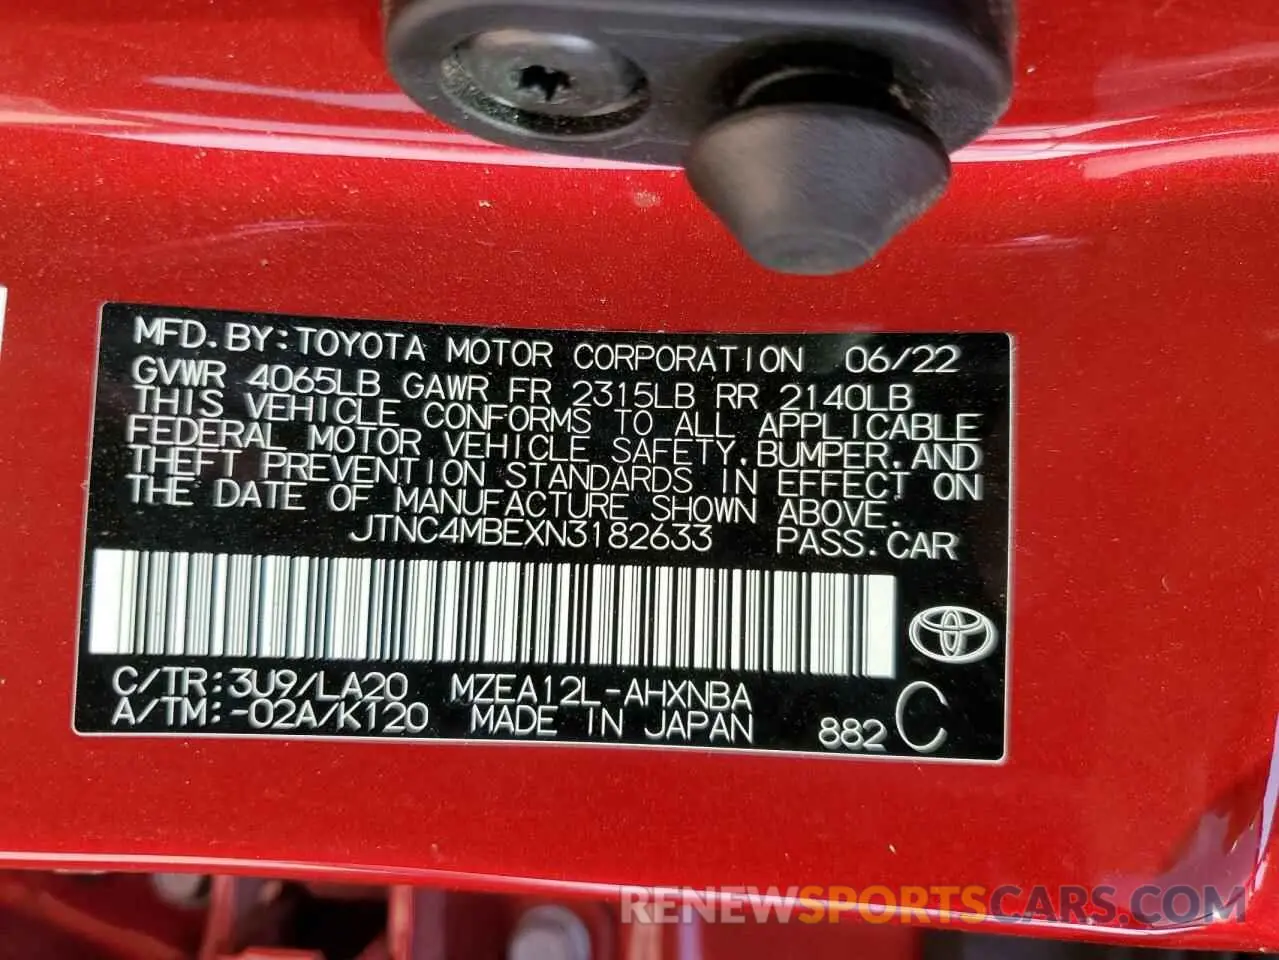 MFD.BY:TOYOTA MOTOR CORPORATION 06/22
GVWR 4065LB GAWR FR 2315LB RR 2140LB
THIS VEHICLE CONFORMS TO ALL APPLICABLE
FEDERAL MOTOR VEHICLE SAFETY,BUMPER,AND
THEFT PREVENTION STANDARDS IN EFFECT ON
THE DATE OF MANUFACTURE SHOWN ABOVE.
JTNC4MBEXN3182633 PASS.CAR
C/TR:3U9/LA20 MZEA12L-AHXNBA
A/TM:-02A/K120 MADE IN JAPAN 882 C
RENEWSPORTSCARS.COM